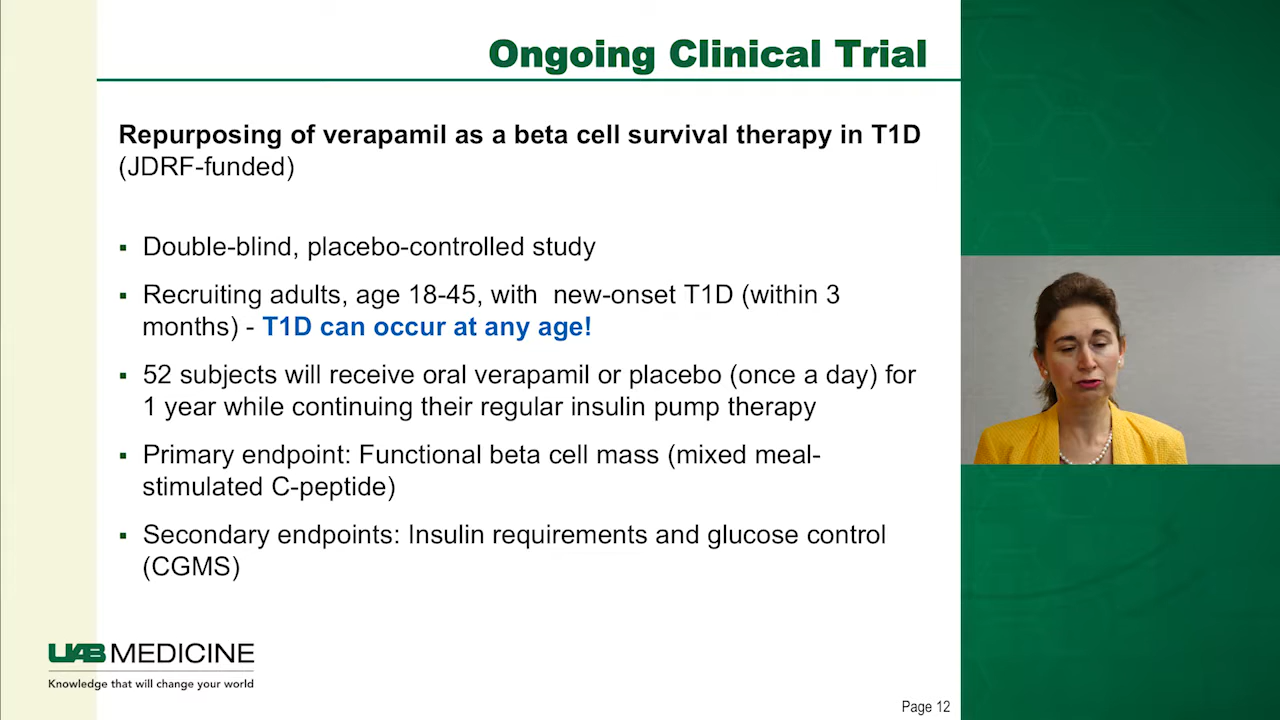 Ongoing Clinical Trial
Repurposing of verapamil as a beta cell survival therapy in T1D
(JDRF-funded)
▪ Double-blind, placebo-controlled study
▪ Recruiting adults, age 18-45, with new-onset T1D (within 3
months) - T1D can occur at any age!
▪ 52 subjects will receive oral verapamil or placebo (once a day) for
1 year while continuing their regular insulin pump therapy
▪ Primary endpoint: Functional beta cell mass (mixed meal-
stimulated C-peptide)
▪ Secondary endpoints: Insulin requirements and glucose control
(CGMS)
UAB MEDICINE
Knowledge that will change your world
Page 12